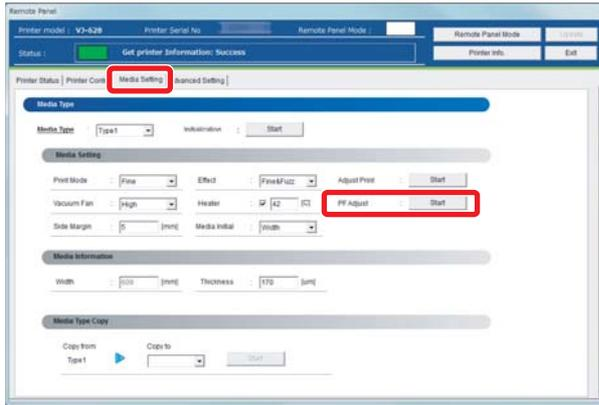 Remote Panel
Printer model : VJ-628 Printer Serial No Remote Panel Mode :
Remote Panel Mode Update
Status : Get printer Information: Success
Printer Info. Exit
Printer Status Printer Cont Media Setting dvanced Setting
Media Type
Media Type : Type1 Initialization : Start
Media Setting
Print Mode : Fine Effect : Fine&Fuzz Adjust Print : Start
Vacuum Fan : High Heater : 42 [C] PF Adjust : Start
Side Margin : 5 [mm] Media Initial : Width
Media Information
Width : [mm] Thickness : 170 [um]
Media Type Copy
Copy from Copy to
Type1 Start